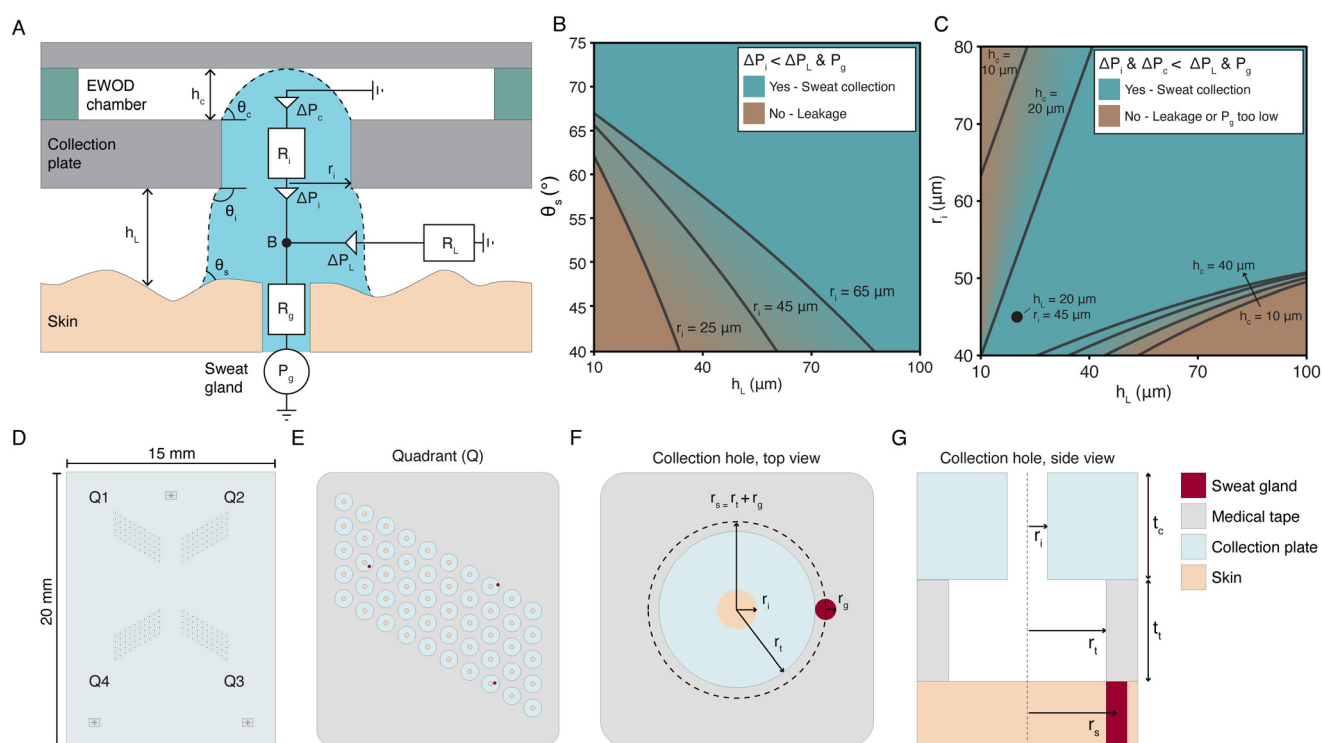 A
EWOD
chamber
h_c
θ_c
ΔP_c
Collection
plate
R_i
r_i
ΔP_i
θ_i
h_L
B
R_L
ΔP_L
θ_s
R_g
Skin
Sweat
gland
P_g
B
ΔP_i < ΔP_L & P_g
Yes - Sweat collection
No - Leakage
75
70
65
60
55
50
45
40
θ_s (°)
r_i = 25 μm
r_i = 45 μm
r_i = 65 μm
10
40
70
100
h_L (μm)
C
ΔP_i & ΔP_c < ΔP_L & P_g
Yes - Sweat collection
No - Leakage or P_g too low
80
70
60
50
40
r_i (μm)
h_c =
10 μm
h_c =
20 μm
h_L = 20 μm
r_i = 45 μm
h_c = 40 μm
h_c = 10 μm
10
40
70
100
h_L (μm)
D
15 mm
20 mm
Q1
Q2
Q4
Q3
E
Quadrant (Q)
F
Collection hole, top view
r_s = r_t + r_g
r_i
r_g
r_t
G
Collection hole, side view
r_i
t_c
r_t
t_t
r_s
Sweat gland
Medical tape
Collection plate
Skin